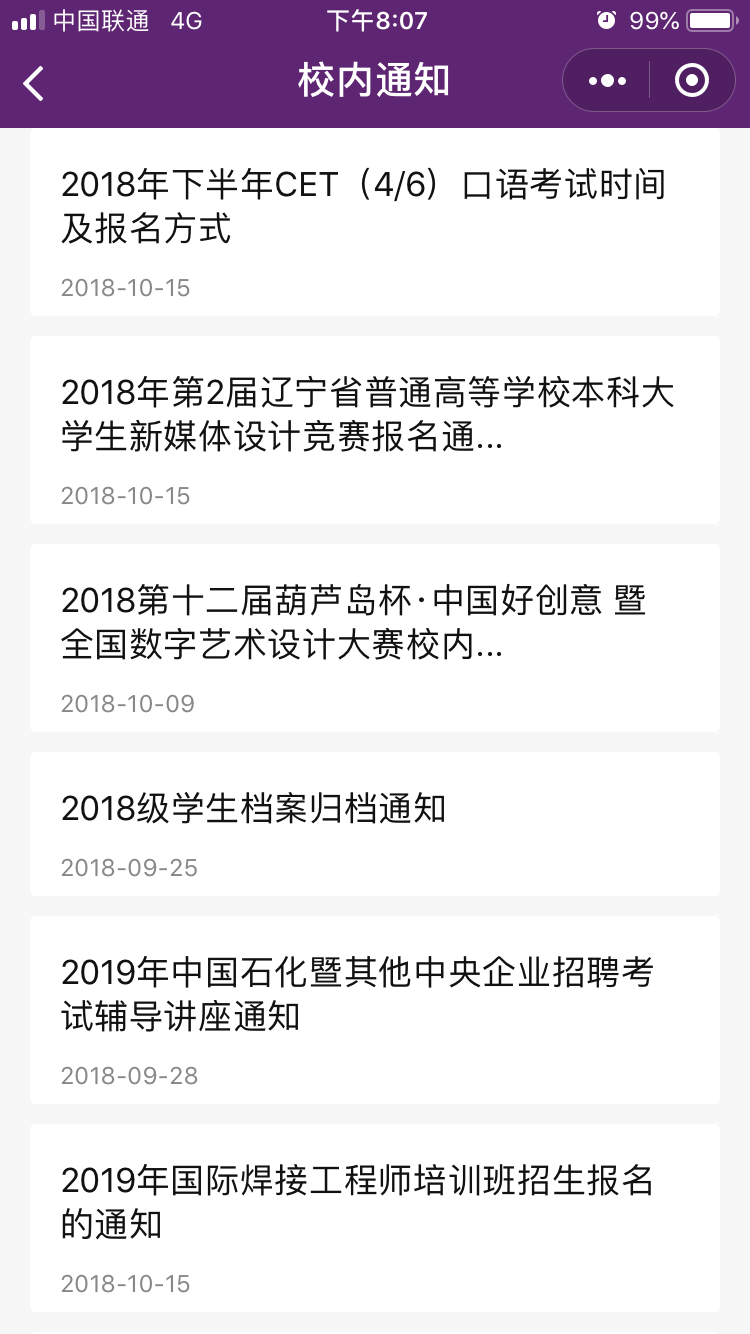 中国联通 4G 下午8:07 99%
校内通知
2018年下半年CET（4/6）口语考试时间
及报名方式
2018-10-15
2018年第2届辽宁省普通高等学校本科大
学生新媒体设计竞赛报名通...
2018-10-15
2018第十二届葫芦岛杯·中国好创意 暨
全国数字艺术设计大赛校内...
2018-10-09
2018级学生档案归档通知
2018-09-25
2019年中国石化暨其他中央企业招聘考
试辅导讲座通知
2018-09-28
2019年国际焊接工程师培训班招生报名
的通知
2018-10-15